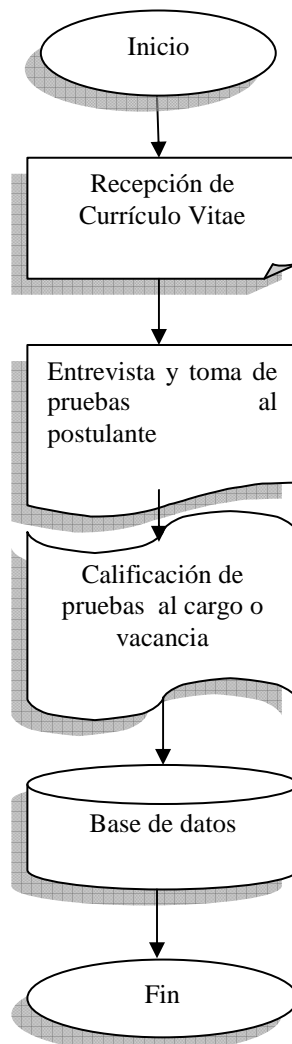 Inicio
Recepción de
Currículo Vitae
Entrevista y toma de
pruebas al
postulante
Calificación de
pruebas al cargo o
vacancia
Base de datos
Fin